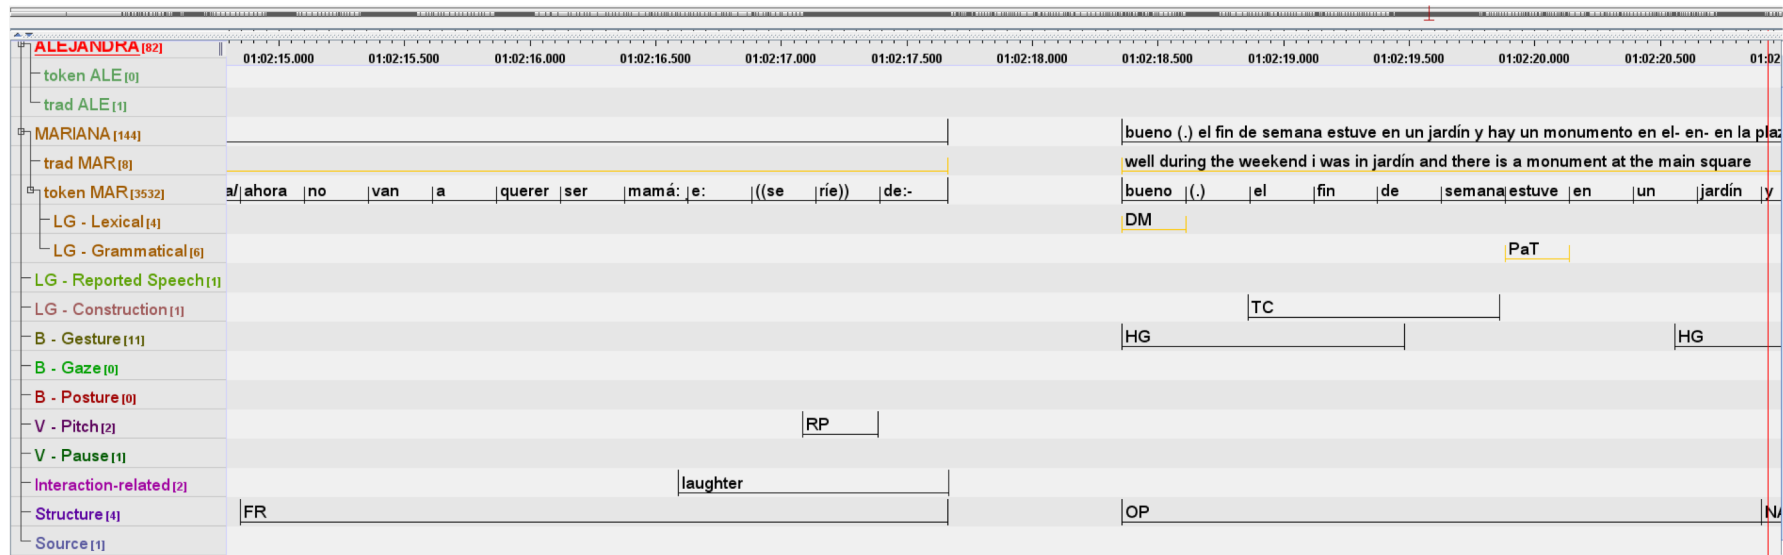 ALEJANDRA [82]
01:02:15.000 01:02:15.500 01:02:16.000 01:02:16.500 01:02:17.000 01:02:17.500 01:02:18.000 01:02:18.500 01:02:19.000 01:02:19.500 01:02:20.000 01:02:20.500 01:02
token ALE [0]
trad ALE [1]
MARIANA [144] bueno (.) el fin de semana estuve en un jardín y hay un monumento en el- en- en la plaz
trad MAR [8] well during the weekend i was in jardín and there is a monument at the main square
token MAR [3532] a/ ahora no van a querer ser mamá: e: ((se ríe)) de:- bueno (.) el fin de semana estuve en un jardín y
LG - Lexical [4] DM
LG - Grammatical [6] PaT
LG - Reported Speech [1]
LG - Construction [1] TC
B - Gesture [11] HG HG
B - Gaze [0]
B - Posture [0]
V - Pitch [2] RP
V - Pause [1]
Interaction-related [2] laughter
Structure [4] FR OP NA
Source [1]